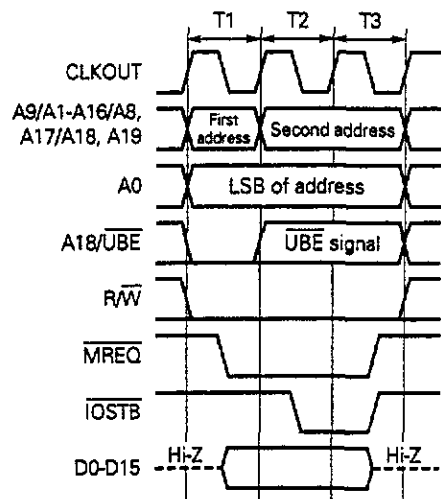 T1 T2 T3
CLKOUT
A9/A1-A16/A8,
A17/A18, A19
First
address
Second address
A0
LSB of address
A18/UBE
UBE signal
R/W
MREQ
IOSTB
D0-D15
Hi-Z
Hi-Z